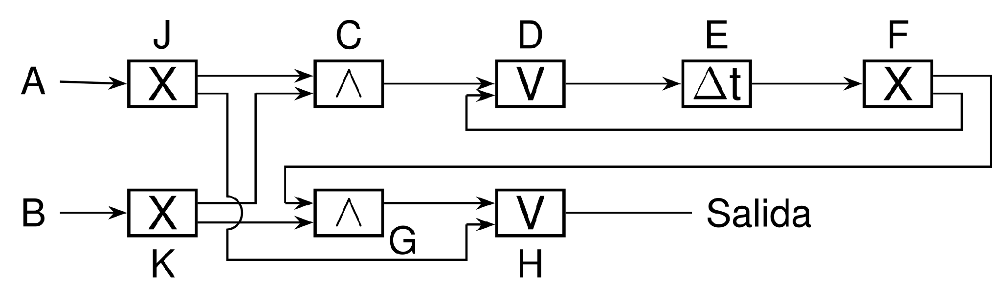 J C D E F
A X ∧ V Δt X
B X ∧ V Salida
G
K H